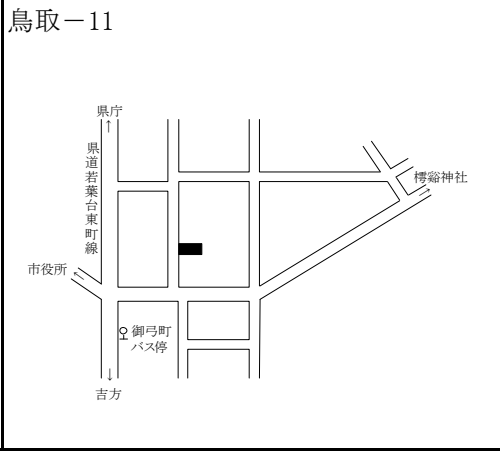 鳥取－11
県庁
↑
県道若葉台東町線
樗谿神社
市役所
御弓町
バス停
↓
吉方